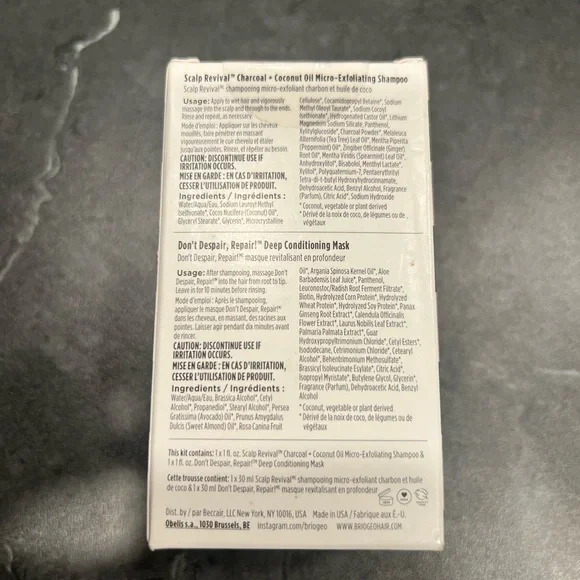 Scalp Revival™ Charcoal + Coconut Oil Micro-Exfoliating Shampoo
Scalp Revival™ shampooing micro-exfoliant charbon et huile de coco
Usage: Apply to wet hair and vigorously
massage into the scalp and through to the ends.
Rinse and repeat, as necessary.
Mode d'emploi : Appliquer sur les cheveux
mouillés, faire pénétrer en massant
vigoureusement le cuir chevelu et étaler
jusqu'aux pointes. Rincer, et répéter au besoin.
CAUTION: DISCONTINUE USE IF
IRRITATION OCCURS.
MISE EN GARDE : EN CAS D'IRRITATION,
CESSER L'UTILISATION DE PRODUIT.
Ingredients / Ingrédients :
Water/Aqua/Eau, Sodium Lauroyl Methyl
Isethionate*, Cocos Nucifera (Coconut) Oil*,
Glyceryl Stearate*, Glycerin*, Microcrystalline
Cellulose*, Cocamidopropyl Betaine*, Sodium
Methyl Oleoyl Taurate*, Sodium Cocoyl
Isethionate*, Hydrogenated Castor Oil*, Lithium
Magnesium Sodium Silicate, Panthenol,
Xylitylglucoside*, Charcoal Powder*, Melaleuca
Alternifolia (Tea Tree) Leaf Oil*, Mentha Piperita
(Peppermint) Oil*, Zingiber Officinale (Ginger)
Root Oil*, Mentha Viridis (Spearmint) Leaf Oil*,
Anhydroxylitol*, Bisabolol, Menthyl Lactate*,
Xylitol*, Polyquaternium-7, Pentaerythrityl
Tetra-di-t-butyl Hydroxyhydrocinnamate,
Dehydroacetic Acid, Benzyl Alcohol, Fragrance
(Parfum), Citric Acid*, Sodium Hydroxide
* Coconut, vegetable or plant derived
* Dérivé de la noix de coco, de légumes ou de
végétaux
Don't Despair, Repair!™ Deep Conditioning Mask
Don't Despair, Repair!™ masque revitalisant en profondeur
Usage: After shampooing, massage Don't
Despair, Repair!™ into the hair from root to tip.
Leave in for 10 minutes before rinsing.
Mode d'emploi : Après le shampooing,
appliquer le masque Don't Despair, Repair!™
dans les cheveux, en massant, des racines aux
pointes. Laisser agir pendant dix minutes avant
de rincer.
CAUTION: DISCONTINUE USE IF
IRRITATION OCCURS.
MISE EN GARDE : EN CAS D'IRRITATION,
CESSER L'UTILISATION DE PRODUIT.
Ingredients / Ingrédients :
Water/Aqua/Eau, Brassica Alcohol*, Cetyl
Alcohol*, Propanediol*, Stearyl Alcohol*, Persea
Gratissima (Avocado) Oil*, Prunus Amygdalus
Dulcis (Sweet Almond) Oil*, Rosa Canina Fruit
Oil*, Argania Spinosa Kernel Oil*, Aloe
Barbadensis Leaf Juice*, Panthenol,
Leuconostoc/Radish Root Ferment Filtrate*,
Biotin, Hydrolyzed Corn Protein*, Hydrolyzed
Wheat Protein*, Hydrolyzed Soy Protein*, Panax
Ginseng Root Extract*, Calendula Officinalis
Flower Extract*, Laurus Nobilis Leaf Extract*,
Palmaria Palmata Extract*, Guar
Hydroxypropyltrimonium Chloride*, Cetyl Esters*,
Isododecane, Cetrimonium Chloride*, Cetearyl
Alcohol*, Behentrimonium Methosulfate*,
Brassicyl Isoleucinate Esylate*, Citric Acid*,
Isopropyl Myristate*, Butylene Glycol, Glycerin*,
Fragrance (Parfum), Dehydroacetic Acid, Benzyl
Alcohol
* Coconut, vegetable or plant derived
* Dérivé de la noix de coco, de légumes ou de
végétaux
This kit contains: 1 x 1 fl. oz. Scalp Revival™ Charcoal + Coconut Oil Micro-Exfoliating Shampoo &
1 x 1 fl. oz. Don't Despair, Repair!™ Deep Conditioning Mask
Cette trousse contient : 1 x 30 ml Scalp Revival™ shampooing micro-exfoliant charbon et huile de
coco & 1 x 30 ml Don't Despair, Repair!™ masque revitalisant en profondeur
Dist. by / par Beccair, LLC New York, NY 10016, USA Made in USA / Fabrique aux É.-U.
Obelis s.a., 1030 Brussels, BE instagram.com/briogeo WWW.BRIOGEOHAIR.COM